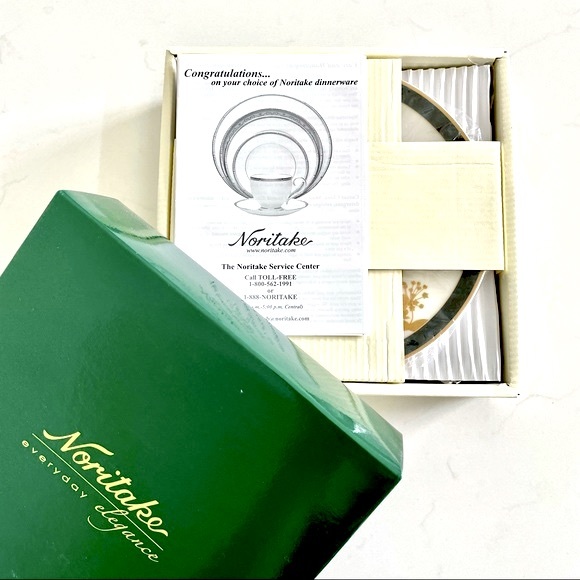 Congratulations...
on your choice of Noritake dinnerware
Noritake
www.noritake.com
The Noritake Service Center
Call TOLL-FREE
1-800-562-1991
or
1-888-NORITAKE
Noritake
everyday elegance